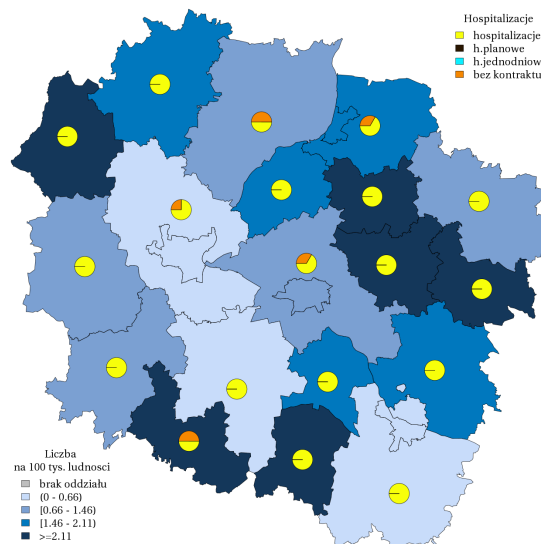 Hospitalizacje
hospitalizacje
h.planowe
h.jednodniow
bez kontraktu
Liczba
na 100 tys. ludnosci
brak oddziału
(0 - 0.66)
[0.66 - 1.46)
[1.46 - 2.11)
>=2.11